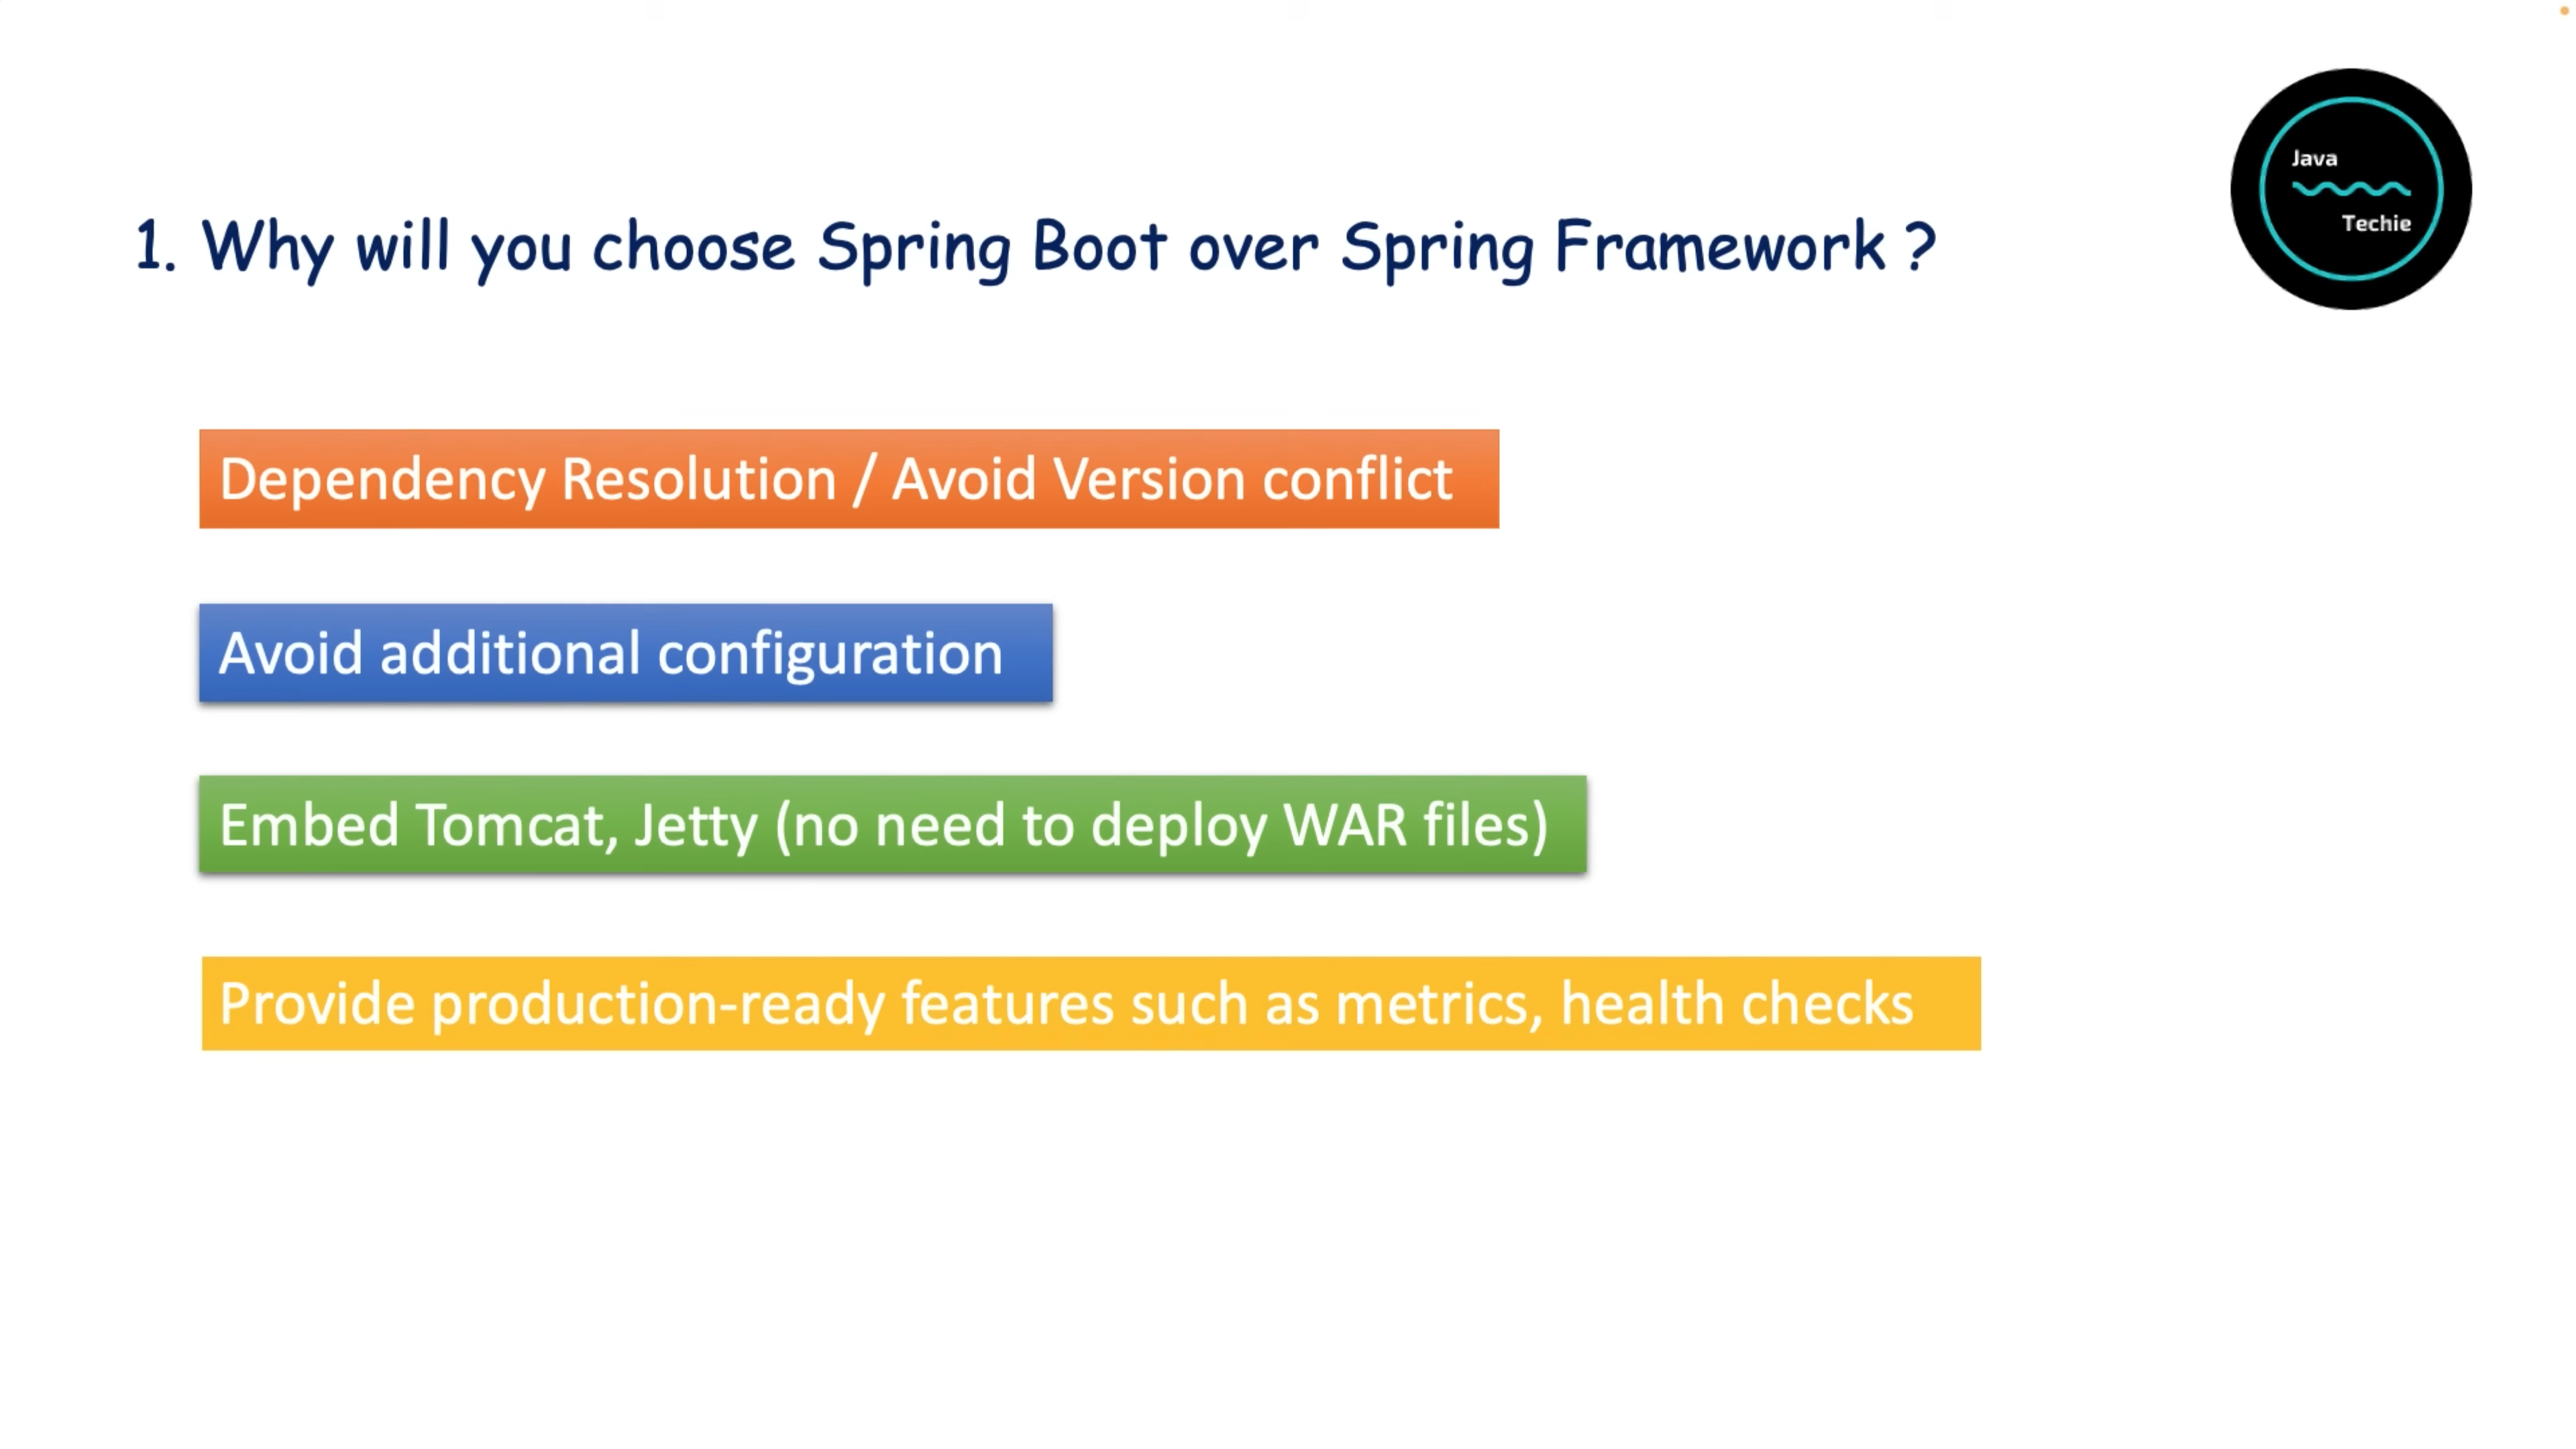 Java
Techie
1. Why will you choose Spring Boot over Spring Framework ?
Dependency Resolution / Avoid Version conflict
Avoid additional configuration
Embed Tomcat, Jetty (no need to deploy WAR files)
Provide production-ready features such as metrics, health checks